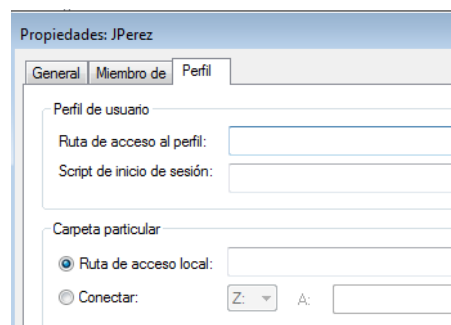 Propiedades: JPerez
General Miembro de Perfil
Perfil de usuario
Ruta de acceso al perfil:
Script de inicio de sesión:
Carpeta particular
Ruta de acceso local:
Conectar: Z: A: